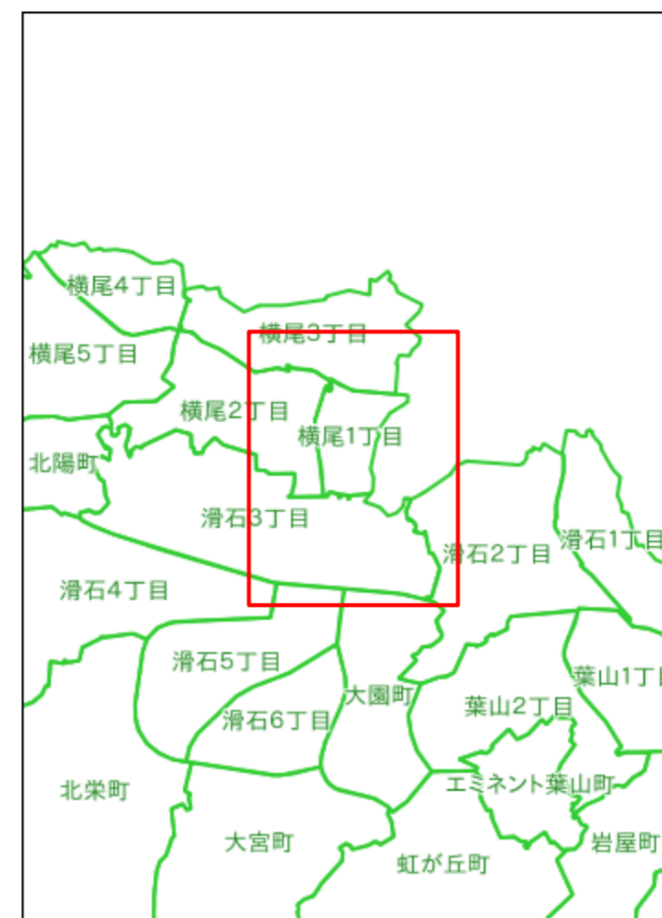 横尾4丁目
横尾3丁目
横尾5丁目
横尾2丁目
横尾1丁目
北陽町
滑石3丁目
滑石1丁目
滑石2丁目
滑石4丁目
滑石5丁目
葉山1丁目
大園町
葉山2丁目
滑石6丁目
エミネント葉山町
北栄町
大宮町
岩屋町
虹が丘町